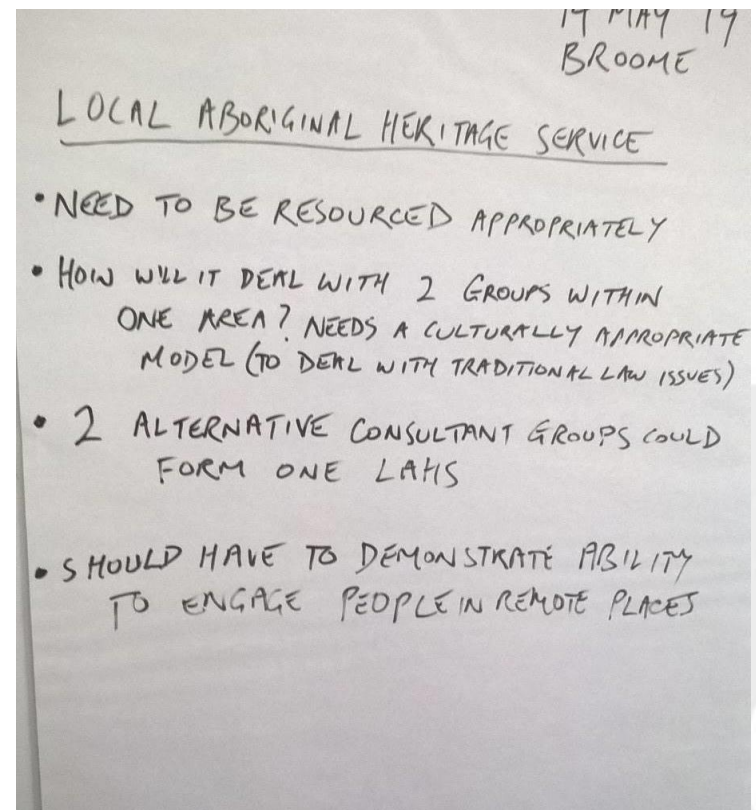 14 MAY 19
BROOME
LOCAL ABORIGINAL HERITAGE SERVICE
• NEED TO BE RESOURCED APPROPRIATELY
• HOW WILL IT DEAL WITH 2 GROUPS WITHIN
ONE AREA? NEEDS A CULTURALLY APPROPRIATE
MODEL (TO DEAL WITH TRADITIONAL LAW ISSUES)
• 2 ALTERNATIVE CONSULTANT GROUPS COULD
FORM ONE LAHS
• SHOULD HAVE TO DEMONSTRATE ABILITY
TO ENGAGE PEOPLE IN REMOTE PLACES